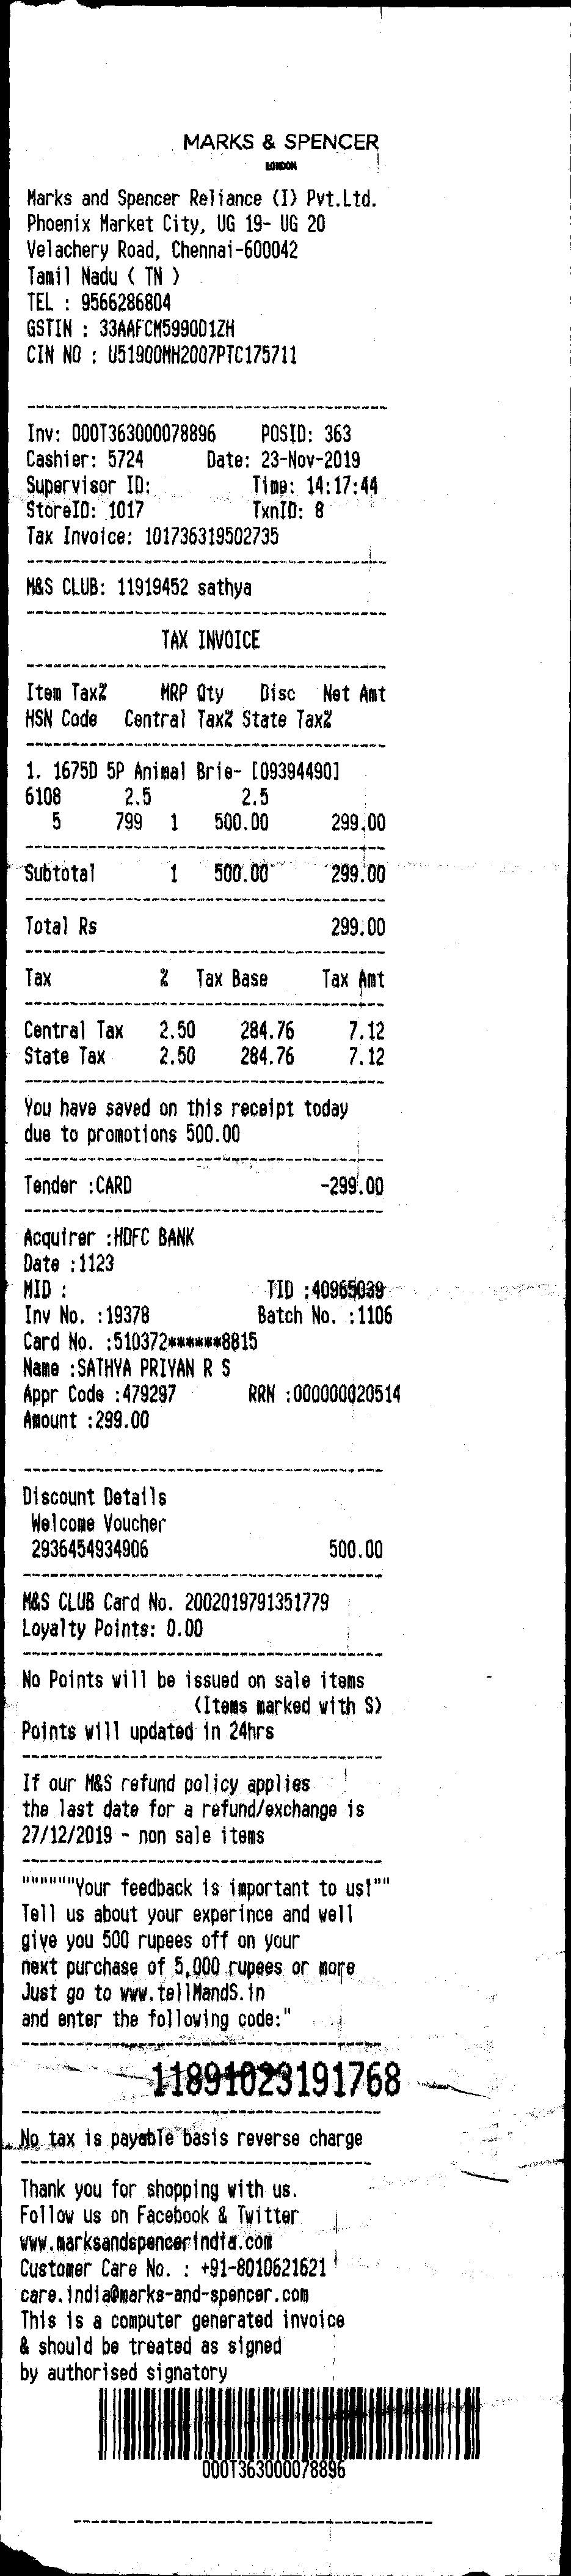 MARKS & SPENCER
LONDON
Marks and Spencer Reliance (I) Pvt.Ltd.
Phoenix Market City, UG 19- UG 20
Velachery Road, Chennai-600042
Tamil Nadu ( TN )
TEL : 9566286804
GSTIN : 33AAFCM5990D1ZH
CIN NO : U51900MH2007PTC175711
Inv: 000T363000078896 POSID: 363
Cashier: 5724 Date: 23-Nov-2019
Supervisor ID: Time: 14:17:44
StoreID: 1017 TxnID: 8
Tax Invoice: 101736319502735
M&S CLUB: 11919452 sathya
TAX INVOICE
Item Tax% MRP Qty Disc Net Amt
HSN Code Central Tax% State Tax%
1. 1675D 5P Animal Brie- [09394490]
6108 2.5 2.5
5 799 1 500.00 299.00
Subtotal 1 500.00 299.00
Total Rs 299.00
Tax % Tax Base Tax Amt
Central Tax 2.50 284.76 7.12
State Tax 2.50 284.76 7.12
You have saved on this receipt today
due to promotions 500.00
Tender :CARD -299.00
Acquirer :HDFC BANK
Date :1123
MID : TID :40965039
Inv No. :19378 Batch No. :1106
Card No. :510372******8815
Name :SATHYA PRIYAN R S
Appr Code :479297 RRN :000000020514
Amount :299.00
Discount Details
Welcome Voucher
2936454934906 500.00
M&S CLUB Card No. 2002019791351779
Loyalty Points: 0.00
No Points will be issued on sale items
(Items marked with S)
Points will updated in 24hrs
If our M&S refund policy applies
the last date for a refund/exchange is
27/12/2019 - non sale items
""""""Your feedback is important to us!""
Tell us about your experince and well
give you 500 rupees off on your
next purchase of 5,000 rupees or more
Just go to www.tellMandS.in
and enter the following code:"
11891023191768
No tax is payable basis reverse charge
Thank you for shopping with us.
Follow us on Facebook & Twitter
www.marksandspencerindia.com
Customer Care No. : +91-8010621621
care.india@marks-and-spencer.com
This is a computer generated invoice
& should be treated as signed
by authorised signatory
000T363000078896